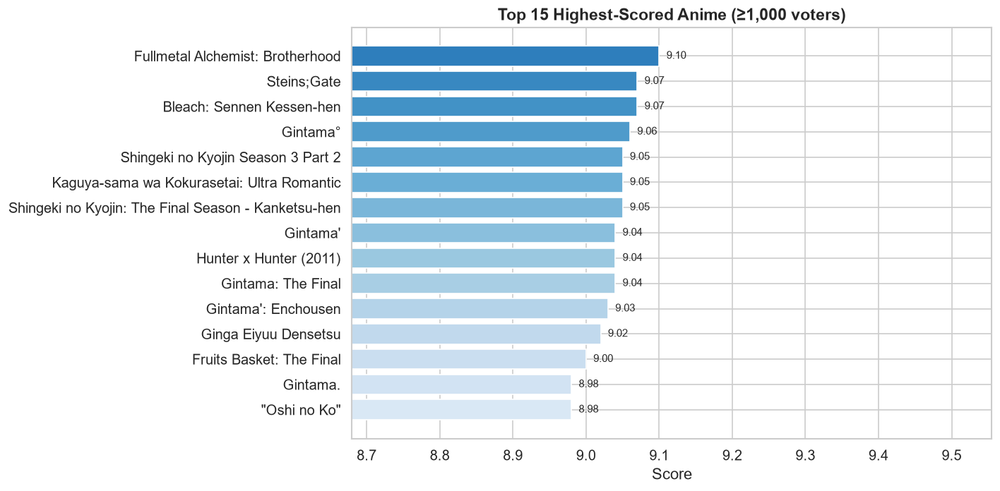 Top 15 Highest-Scored Anime (≥1,000 voters)
Fullmetal Alchemist: Brotherhood 9.10
Steins;Gate 9.07
Bleach: Sennen Kessen-hen 9.07
Gintama° 9.06
Shingeki no Kyojin Season 3 Part 2 9.05
Kaguya-sama wa Kokurasetai: Ultra Romantic 9.05
Shingeki no Kyojin: The Final Season - Kanketsu-hen 9.05
Gintama' 9.04
Hunter x Hunter (2011) 9.04
Gintama: The Final 9.04
Gintama': Enchousen 9.03
Ginga Eiyuu Densetsu 9.02
Fruits Basket: The Final 9.00
Gintama. 8.98
"Oshi no Ko" 8.98
8.7 8.8 8.9 9.0 9.1 9.2 9.3 9.4 9.5
Score